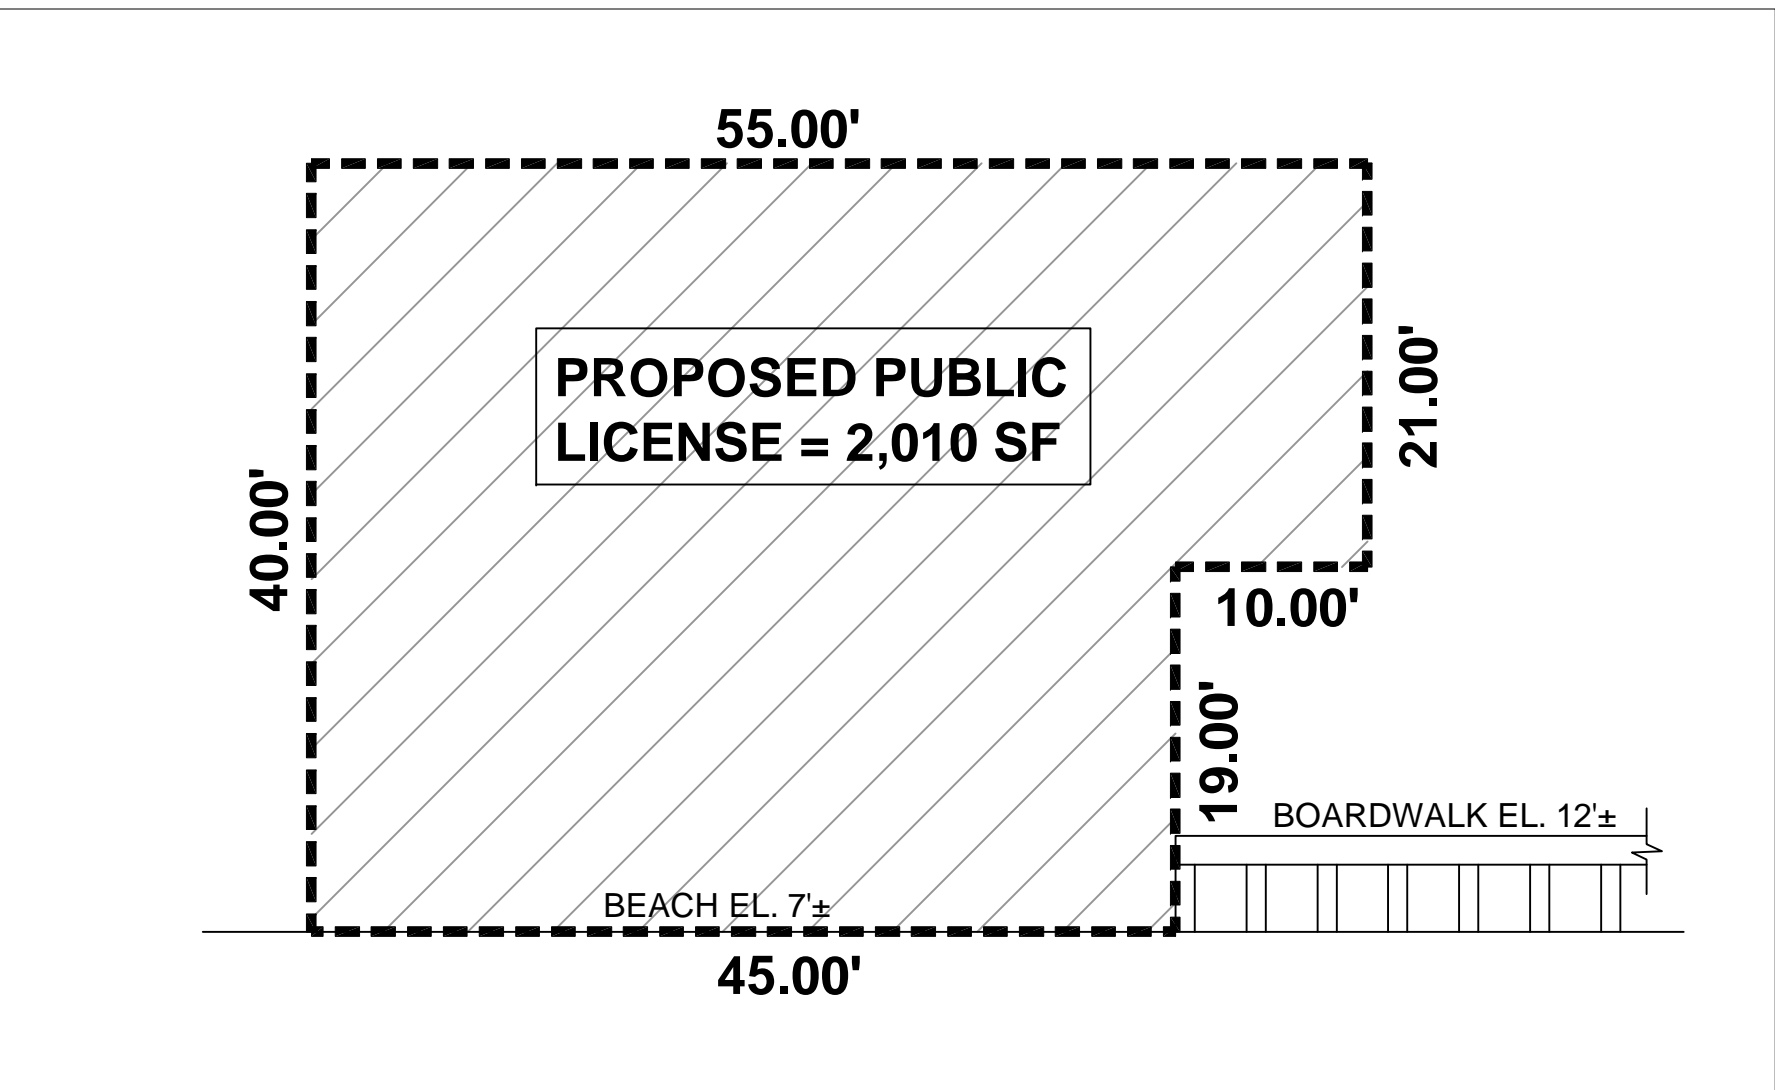 55.00'
PROPOSED PUBLIC
LICENSE = 2,010 SF
21.00'
40.00'
10.00'
19.00'
BOARDWALK EL. 12'±
BEACH EL. 7'±
45.00'